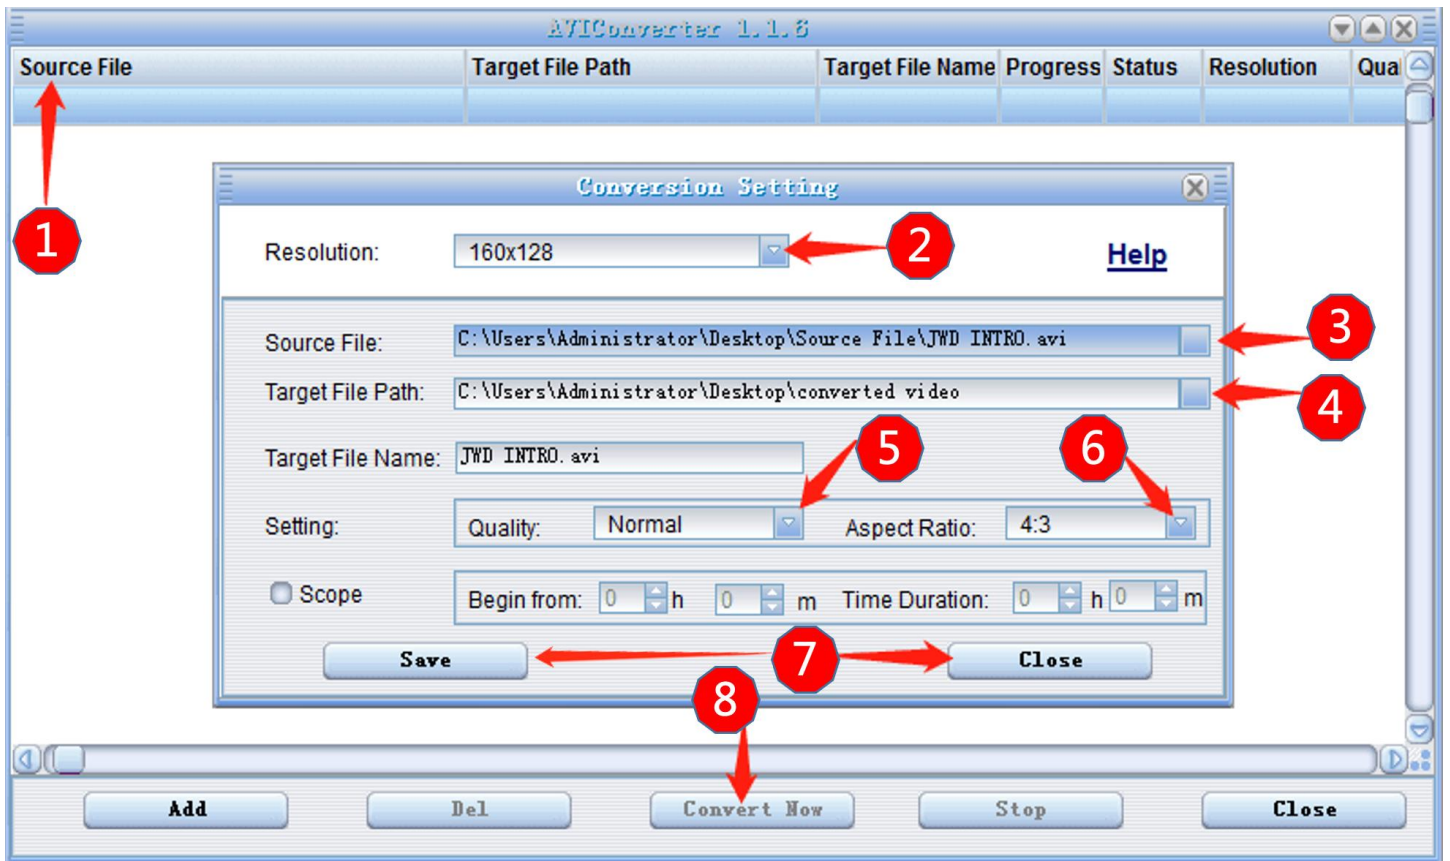 AVIConverter 1.1.6
Source File Target File Path Target File Name Progress Status Resolution Qua
1
Conversion Setting
Resolution: 160x128 2 Help
Source File: C:\Users\Administrator\Desktop\Source File\JWD INTRO.avi 3
Target File Path: C:\Users\Administrator\Desktop\converted video 4
5 6
Target File Name: JWD INTRO.avi
Setting: Quality: Normal Aspect Ratio: 4:3
Scope Begin from: 0 h 0 m Time Duration: 0 h 0 m
Save 7 Close
8
Add Del Convert Now Stop Close